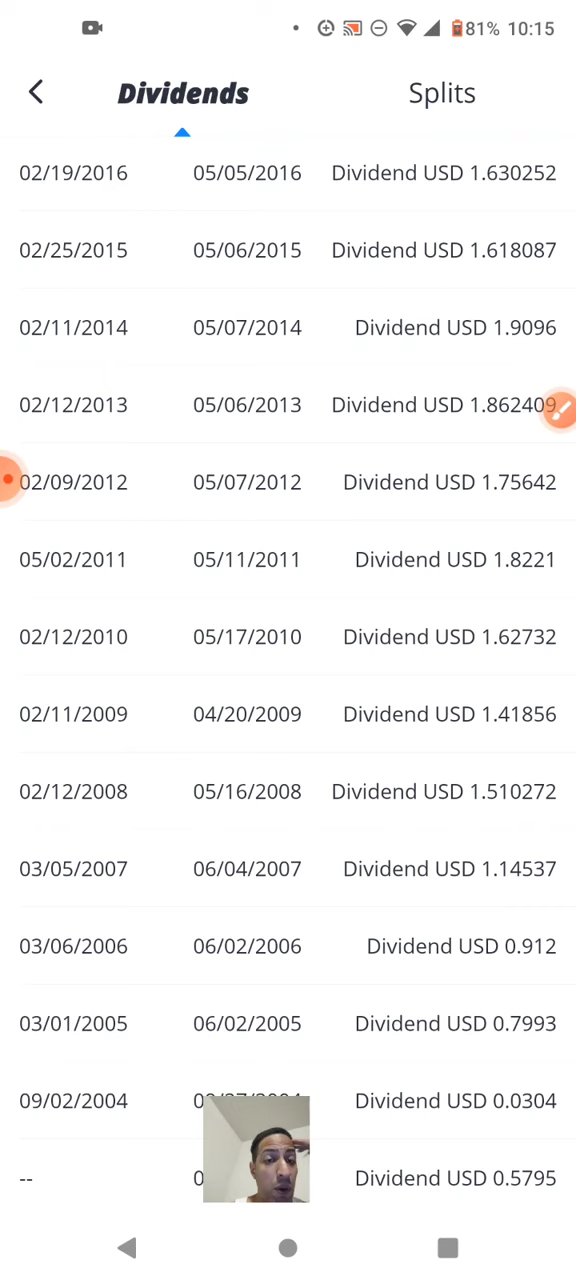 81% 10:15
Dividends Splits
02/19/2016 05/05/2016 Dividend USD 1.630252
02/25/2015 05/06/2015 Dividend USD 1.618087
02/11/2014 05/07/2014 Dividend USD 1.9096
02/12/2013 05/06/2013 Dividend USD 1.862409
02/09/2012 05/07/2012 Dividend USD 1.75642
05/02/2011 05/11/2011 Dividend USD 1.8221
02/12/2010 05/17/2010 Dividend USD 1.62732
02/11/2009 04/20/2009 Dividend USD 1.41856
02/12/2008 05/16/2008 Dividend USD 1.510272
03/05/2007 06/04/2007 Dividend USD 1.14537
03/06/2006 06/02/2006 Dividend USD 0.912
03/01/2005 06/02/2005 Dividend USD 0.7993
09/02/2004 Dividend USD 0.0304
-- Dividend USD 0.5795